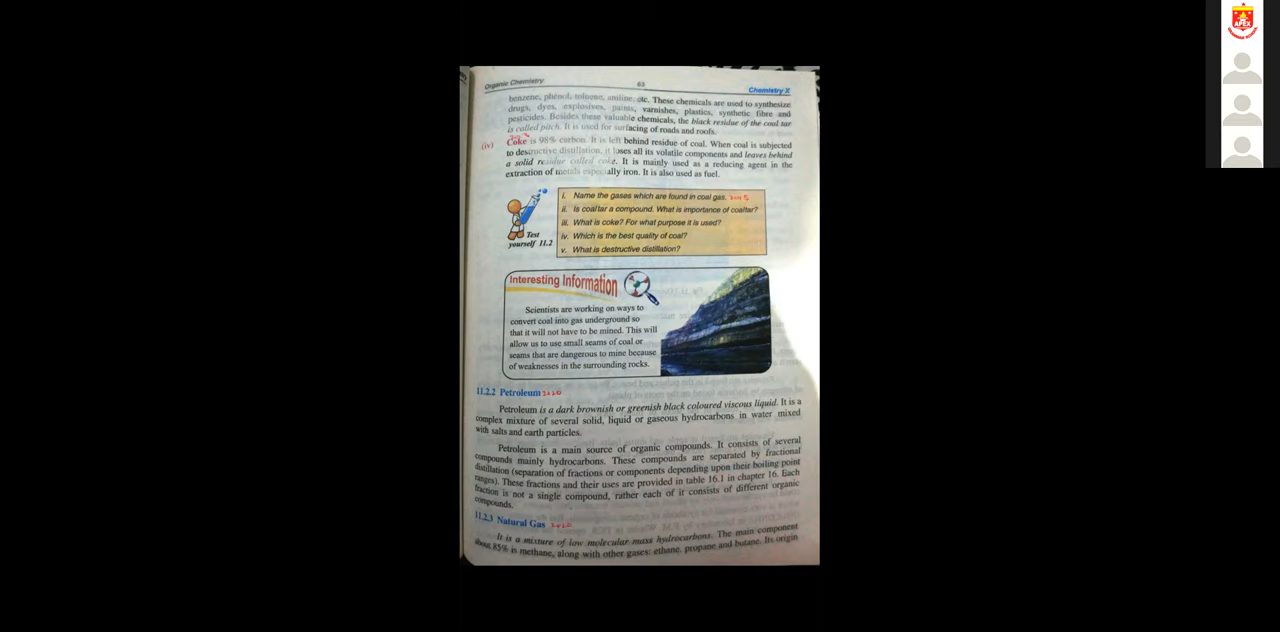 APEX
GRAMMAR SCHOOL
Organic Chemistry
63
Chemistry X
benzene, phenol, toluene, aniline, etc. These chemicals are used to synthesize
drugs, dyes, explosives, paints, varnishes, plastics, synthetic fibre and
pesticides. Besides these valuable chemicals, the black residue of the coal tar
is called pitch. It is used for surfacing of roads and roofs.
(iv) Coke is 98% carbon. It is left behind residue of coal. When coal is subjected
to destructive distillation, it loses all its volatile components and leaves behind
a solid residue called coke. It is mainly used as a reducing agent in the
extraction of metals especially iron. It is also used as fuel.
Test
yourself 11.2
i. Name the gases which are found in coal gas. 2015
ii. Is coaltar a compound. What is importance of coaltar?
iii. What is coke? For what purpose it is used?
iv. Which is the best quality of coal?
v. What is destructive distillation?
Interesting Information
Scientists are working on ways to
convert coal into gas underground so
that it will not have to be mined. This will
allow us to use small seams of coal or
seams that are dangerous to mine because
of weaknesses in the surrounding rocks.
11.2.2 Petroleum 2020
Petroleum is a dark brownish or greenish black coloured viscous liquid. It is a
complex mixture of several solid, liquid or gaseous hydrocarbons in water mixed
with salts and earth particles.
Petroleum is a main source of organic compounds. It consists of several
compounds mainly hydrocarbons. These compounds are separated by fractional
distillation (separation of fractions or components depending upon their boiling point
ranges). These fractions and their uses are provided in table 16.1 in chapter 16. Each
fraction is not a single compound, rather each of it consists of different organic
compounds.
11.2.3 Natural Gas 2020
It is a mixture of low molecular mass hydrocarbons. The main component
about 85% is methane, along with other gases: ethane, propane and butane. Its origin